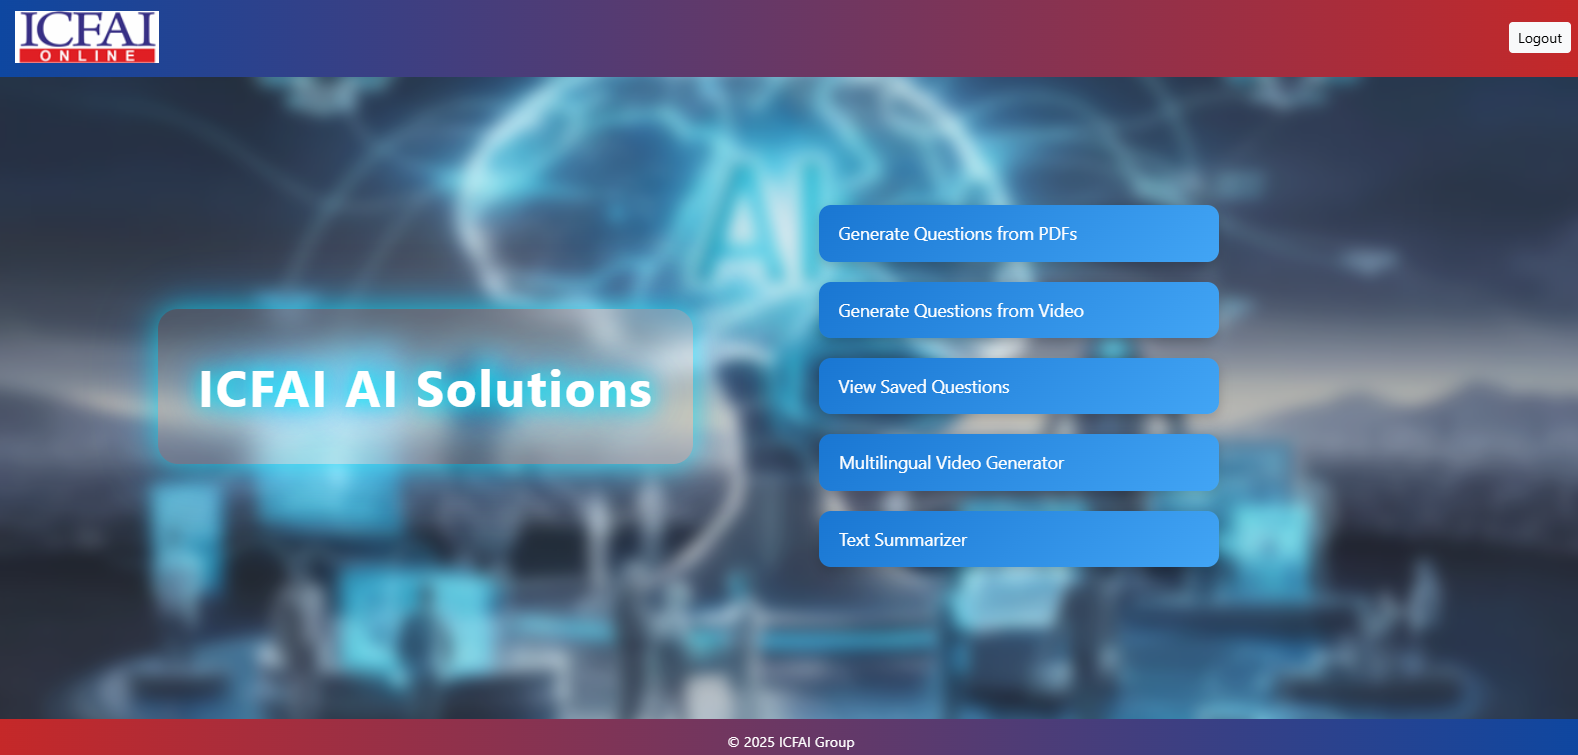 ICFAI
ONLINE
Logout
AI
ICFAI AI Solutions
Generate Questions from PDFs
Generate Questions from Video
View Saved Questions
Multilingual Video Generator
Text Summarizer
© 2025 ICFAI Group